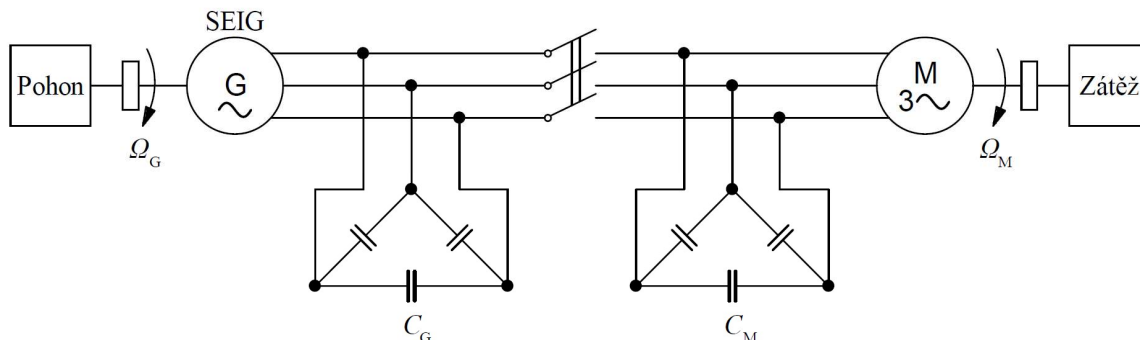 SEIG
Pohon
G
Ω_G
M
3
Ω_M
Zátěž
C_G
C_M